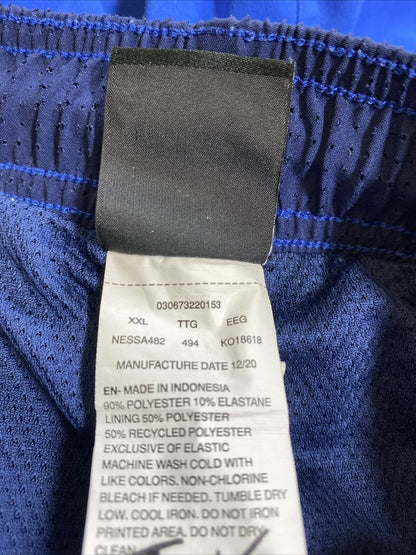 030673220153
XXL TTG EEG
NESSA482 494 KO18618
MANUFACTURE DATE 12/20
EN- MADE IN INDONESIA
90% POLYESTER 10% ELASTANE
LINING 50% POLYESTER
50% RECYCLED POLYESTER
EXCLUSIVE OF ELASTIC
MACHINE WASH COLD WITH
LIKE COLORS. NON-CHLORINE
BLEACH IF NEEDED. TUMBLE DRY
LOW. COOL IRON. DO NOT IRON
PRINTED AREA. DO NOT DRY
CLEAN